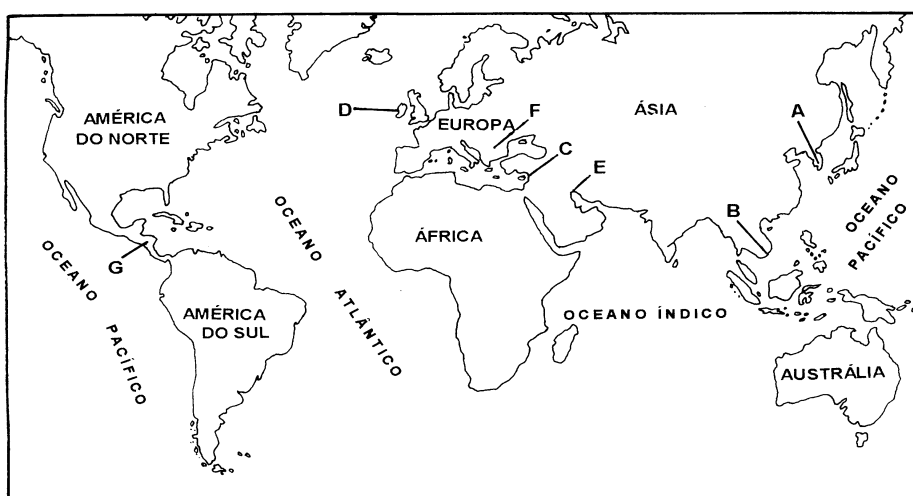 AMÉRICA
DO NORTE
D
EUROPA
F
C
ÁSIA
A
E
B
OCEANO
PACÍFICO
OCEANO
ATLÂNTICO
ÁFRICA
G
OCEANO
PACÍFICO
AMÉRICA
DO SUL
OCEANO ÍNDICO
AUSTRÁLIA